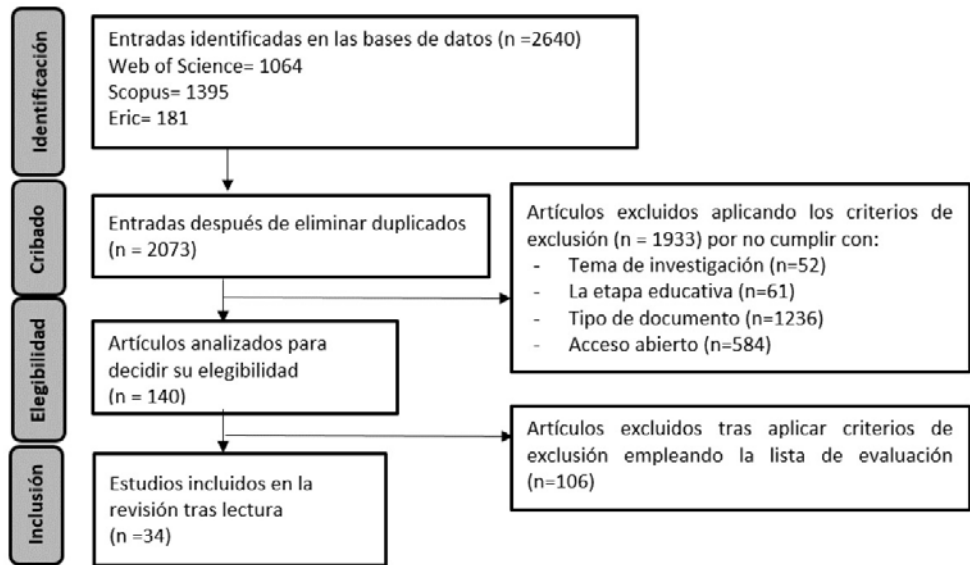 Identificación
Entradas identificadas en las bases de datos (n =2640)
Web of Science= 1064
Scopus= 1395
Eric= 181
Cribado
Entradas después de eliminar duplicados
(n = 2073)
Artículos excluidos aplicando los criterios de
exclusión (n = 1933) por no cumplir con:
- Tema de investigación (n=52)
- La etapa educativa (n=61)
- Tipo de documento (n=1236)
- Acceso abierto (n=584)
Elegibilidad
Artículos analizados para
decidir su elegibilidad
(n = 140)
Artículos excluidos tras aplicar criterios de
exclusión empleando la lista de evaluación
(n=106)
Inclusión
Estudios incluidos en la
revisión tras lectura
(n =34)